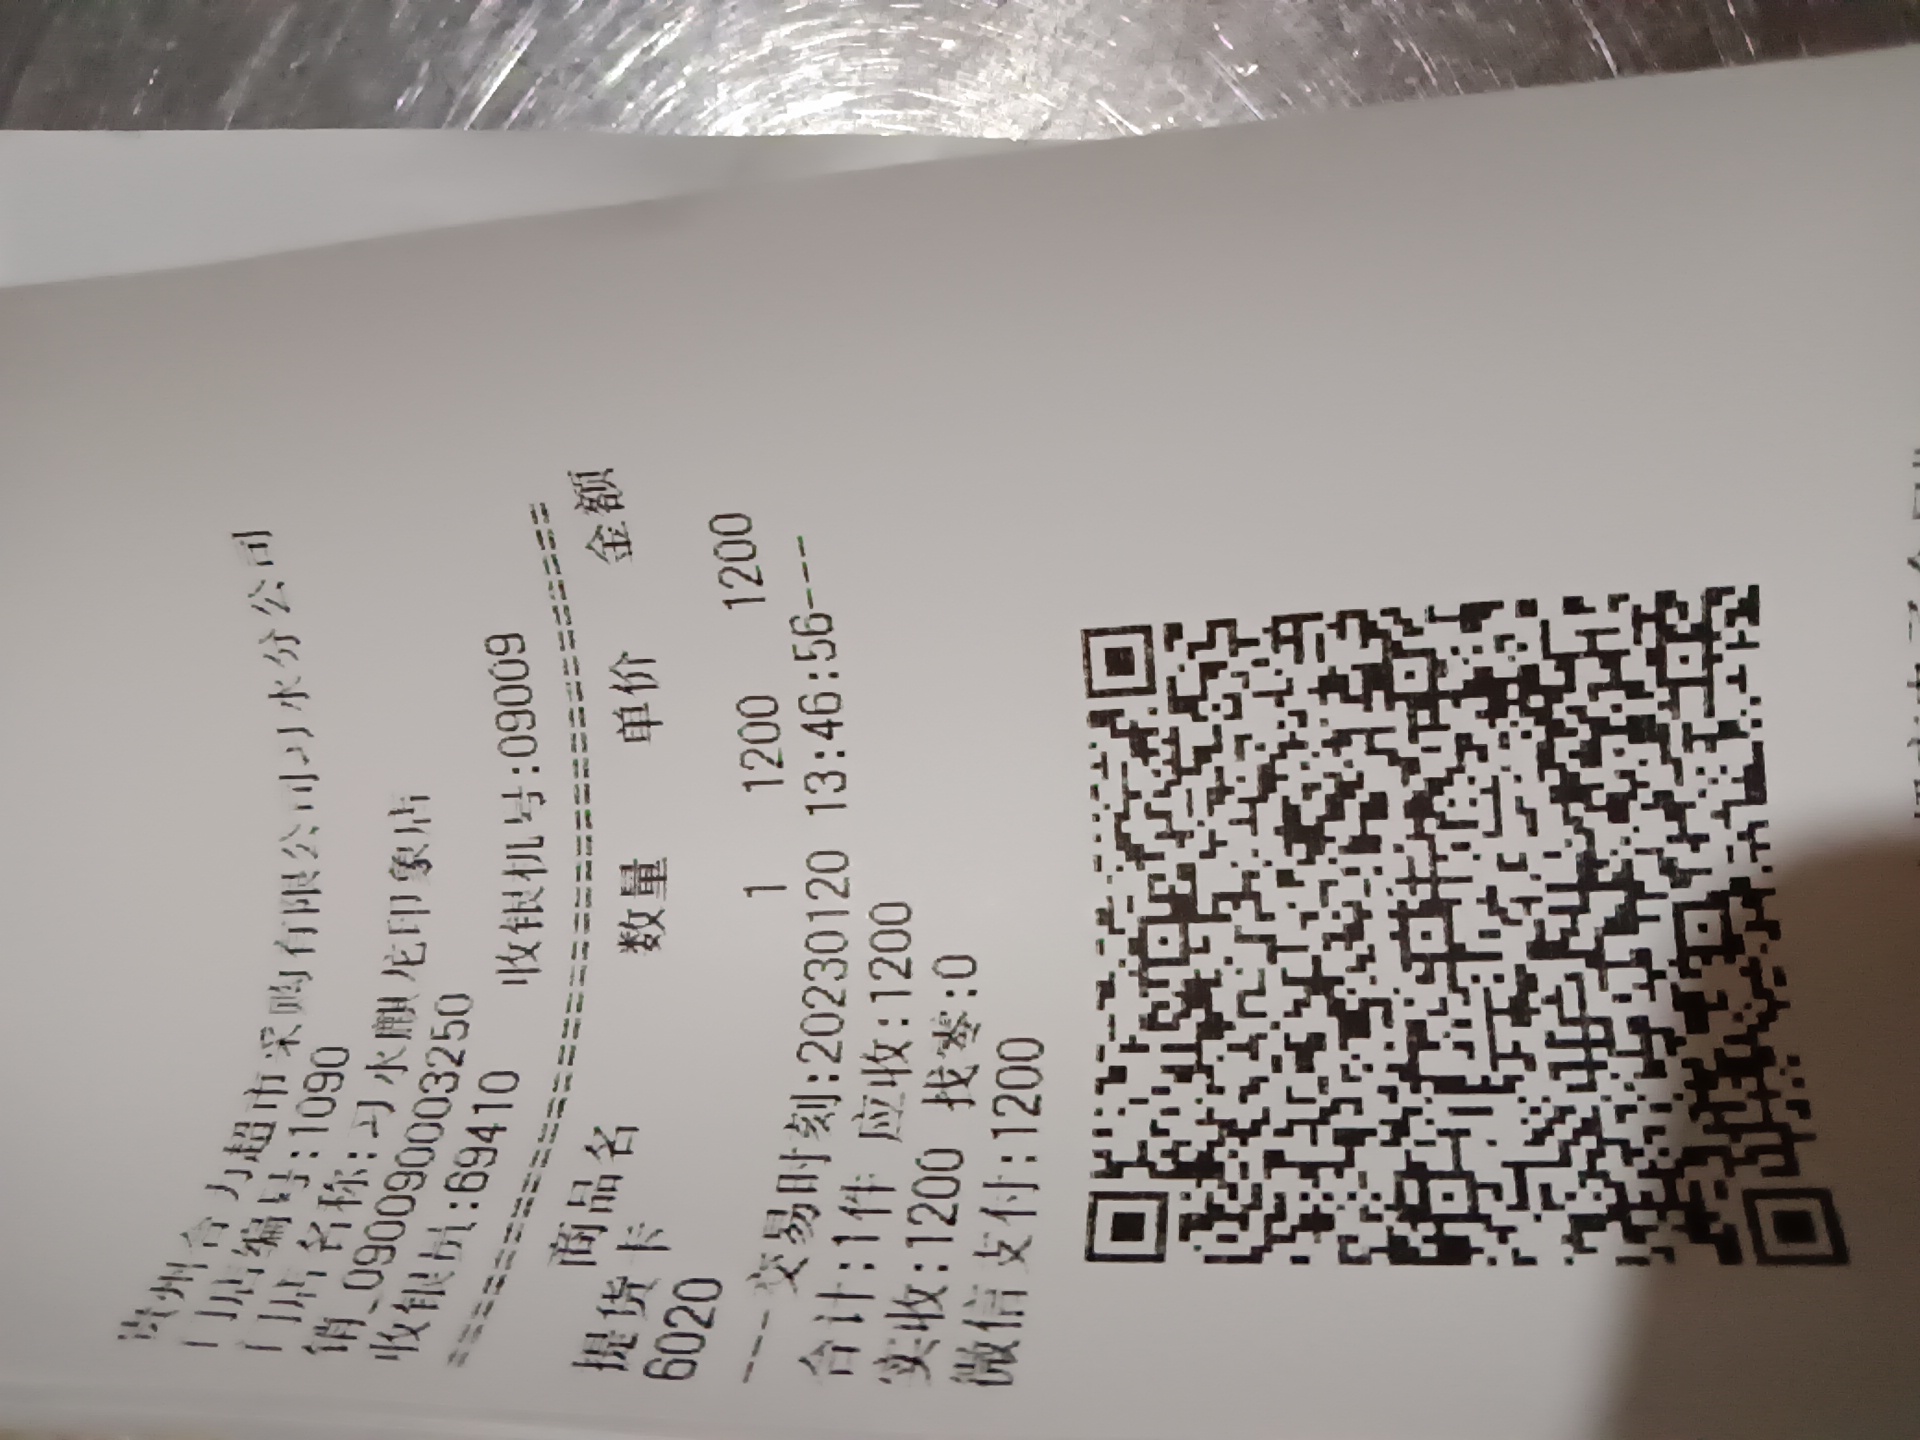 贵州合力超市采购有限公司习水分公司
门店编号:1090
门店名称:习水麒龙印象店
销_0900900003250
收银员:69410 收银机号:09009
商品名 数量 单价 金额
提货卡
6020 1 1200 1200
---交易时刻:20230120 13:46:56----
合计:1件 应收:1200
实收:1200 找零:0
微信支付:1200